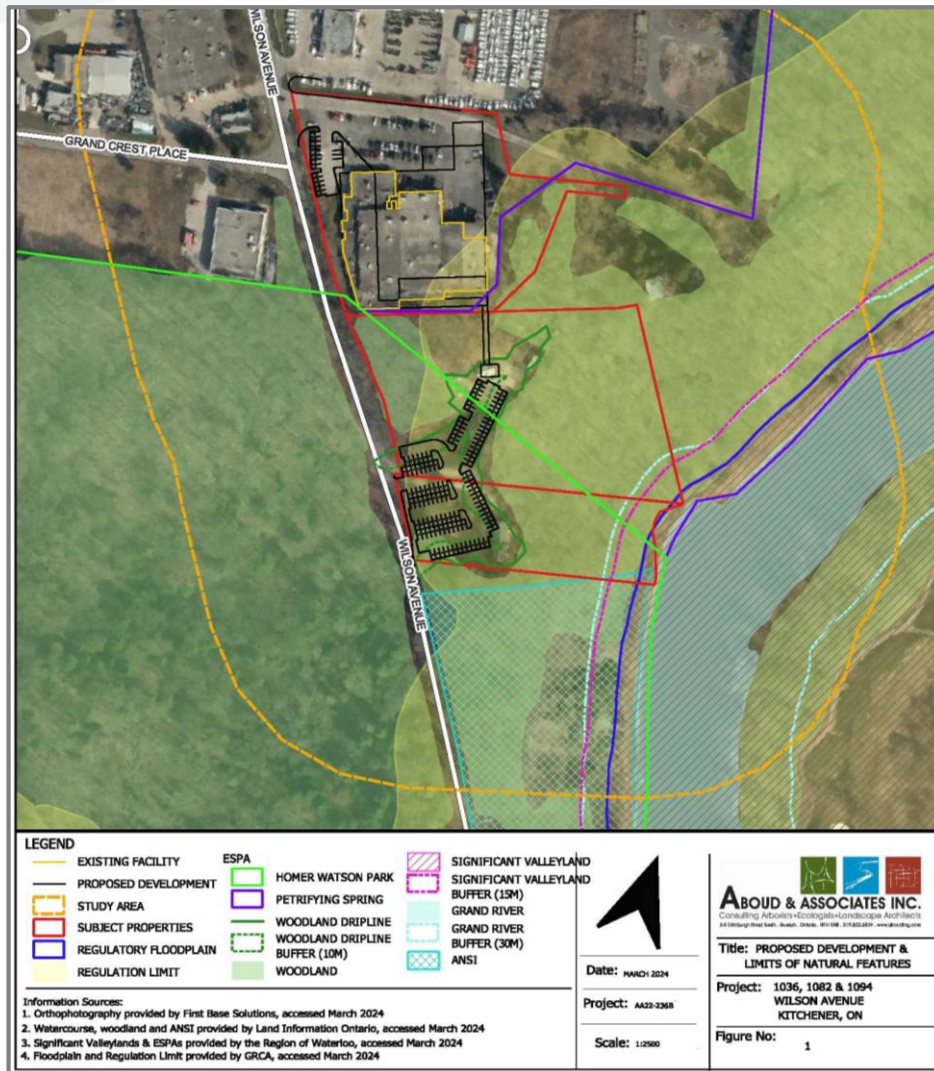 WILSON AVENUE
GRAND CREST PLACE
WILSON AVENUE
LEGEND
EXISTING FACILITY
PROPOSED DEVELOPMENT
STUDY AREA
SUBJECT PROPERTIES
REGULATORY FLOODPLAIN
REGULATION LIMIT
ESPA
HOMER WATSON PARK
PETRIFYING SPRING
WOODLAND DRIPLINE
WOODLAND DRIPLINE
BUFFER (10M)
WOODLAND
SIGNIFICANT VALLEYLAND
SIGNIFICANT VALLEYLAND
BUFFER (15M)
GRAND RIVER
GRAND RIVER
BUFFER (30M)
ANSI
Information Sources:
1. Orthophotography provided by First Base Solutions, accessed March 2024
2. Watercourse, woodland and ANSI provided by Land Information Ontario, accessed March 2024
3. Significant Valleylands & ESPAs provided by the Region of Waterloo, accessed March 2024
4. Floodplain and Regulation Limit provided by GRCA, accessed March 2024
Date: MARCH 2024
Project: AA22-236B
Scale: 1:2500
ABOUD & ASSOCIATES INC.
Consulting Arborists•Ecologists•Landscape Architects
Title: PROPOSED DEVELOPMENT &
LIMITS OF NATURAL FEATURES
Project: 1036, 1082 & 1094
WILSON AVENUE
KITCHENER, ON
Figure No: 1